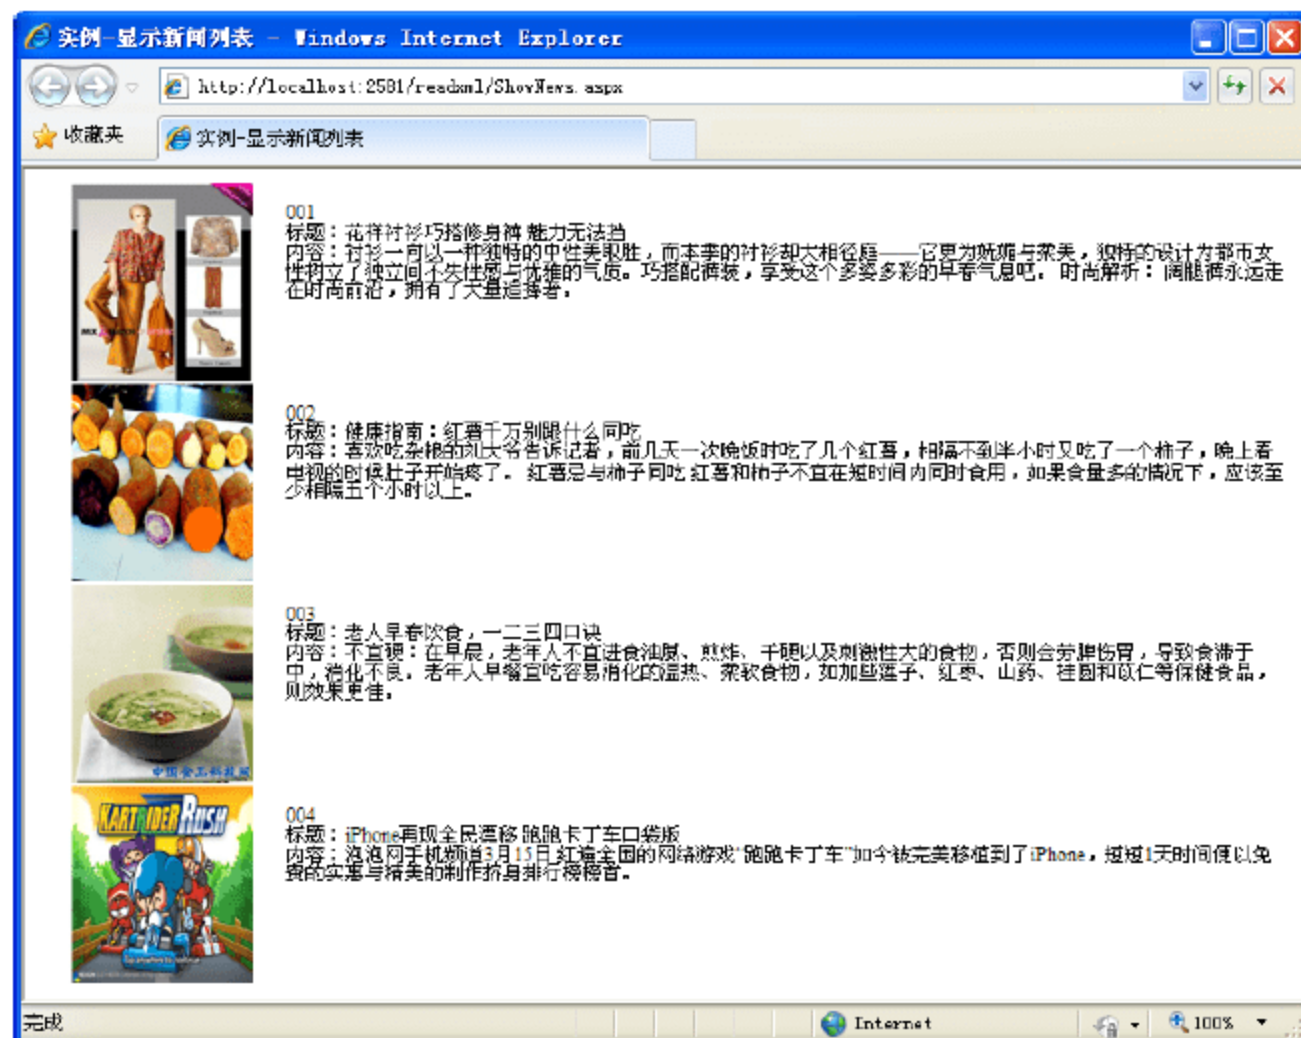 实例-显示新闻列表 - Windows Internet Explorer
http://localhost:2581/readxml/ShowNews.aspx
收藏夹
实例-显示新闻列表
001
标题：花样衬衫巧搭修身裤 魅力无法挡
内容：衬衫一向以一种独特的中性美取胜，而本季的衬衫却大相径庭——它更为妩媚与柔美，独特的设计为都市女
性树立了独立间不失性感与优雅的气质。巧搭配裤装，享受这个多姿多彩的早春气息吧。 时尚解析： 阔腿裤永远走
在时尚前沿，拥有了大量追捧者。
002
标题：健康指南：红薯千万别跟什么同吃
内容：喜欢吃杂粮的刘大爷告诉记者，前几天一次晚饭时吃了几个红薯，相隔不到半小时又吃了一个柿子，晚上看
电视的时候肚子开始疼了。 红薯忌与柿子同吃 红薯和柿子不宜在短时间内同时食用，如果食量多的情况下，应该至
少相隔五个小时以上。
003
标题：老人早春饮食，一二三四口诀
内容：不宜硬：在早晨，老年人不宜进食油腻、煎炸、干硬以及刺激性大的食物，否则会劳脾伤胃，导致食滞于
中，消化不良。老年人早餐宜吃容易消化的温热、柔软食物，如加些莲子、红枣、山药、桂圆和苡仁等保健食品，
则效果更佳。
中国食品科技网
KARTRIDER RUSH
004
标题：iPhone再现全民漂移 跑跑卡丁车口袋版
内容：泡泡网手机频道3月15日 红遍全国的网络游戏“跑跑卡丁车”如今被完美移植到了iPhone，短短1天时间便以免
费的实惠与精美的制作挤身排行榜榜首。
完成
Internet
100%